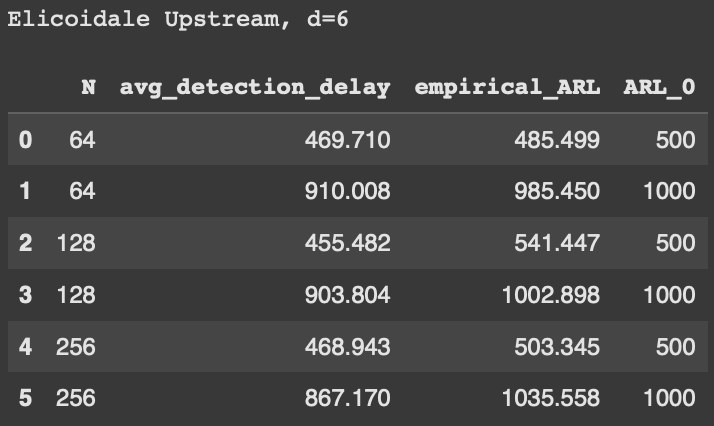 Elicoidale Upstream, d=6
N avg_detection_delay empirical_ARL ARL_0
0 64 469.710 485.499 500
1 64 910.008 985.450 1000
2 128 455.482 541.447 500
3 128 903.804 1002.898 1000
4 256 468.943 503.345 500
5 256 867.170 1035.558 1000